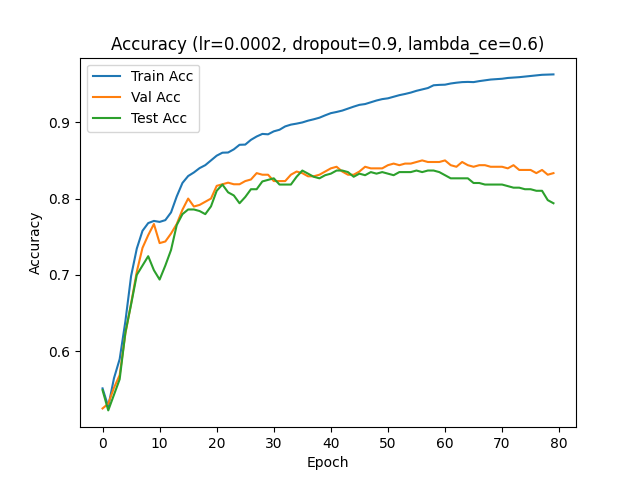 Accuracy (lr=0.0002, dropout=0.9, lambda_ce=0.6)
Train Acc
Val Acc
Test Acc
0.9
0.8
0.7
0.6
Accuracy
0 10 20 30 40 50 60 70 80
Epoch